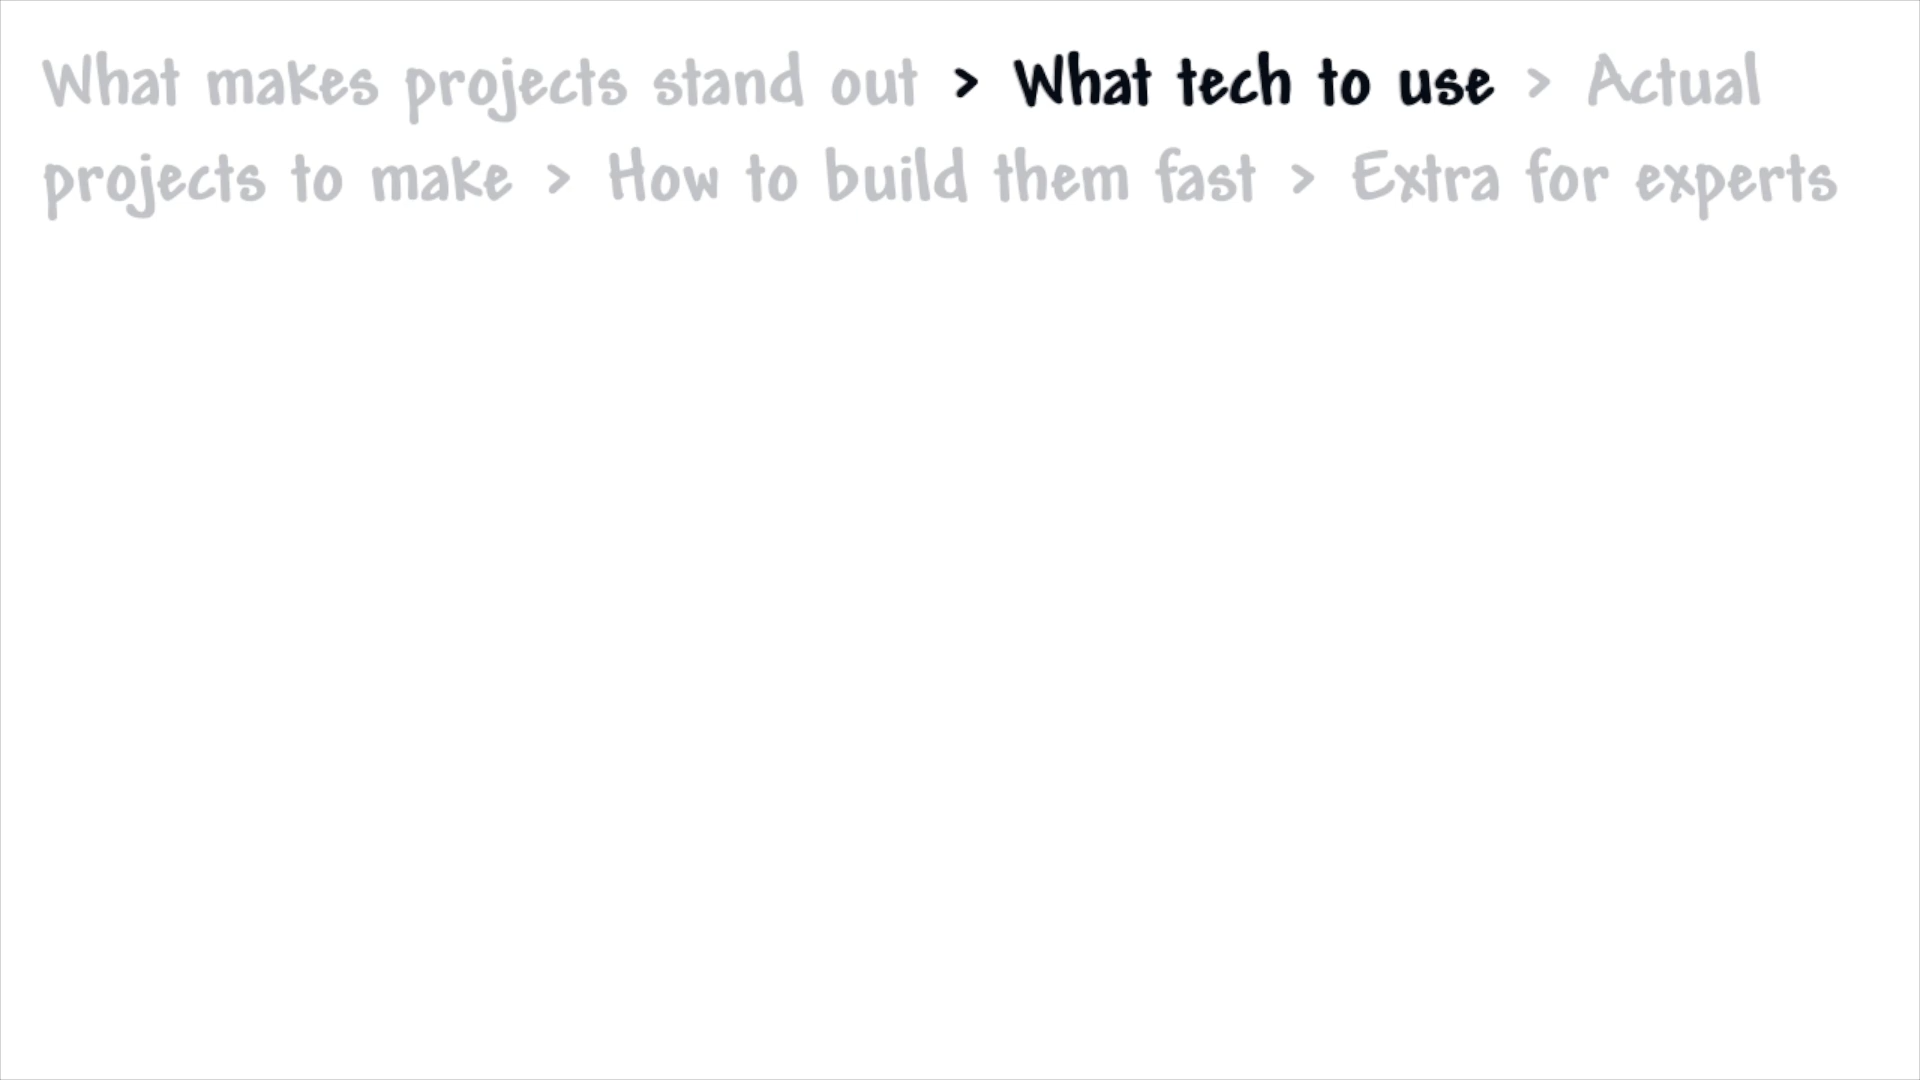 What makes projects stand out > What tech to use > Actual
projects to make > How to build them fast > Extra for experts